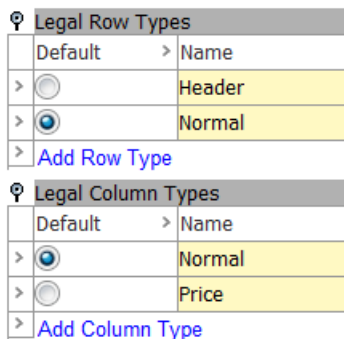 Legal Row Types
Default > Name
> Header
> Normal
> Add Row Type
Legal Column Types
Default > Name
> Normal
> Price
> Add Column Type